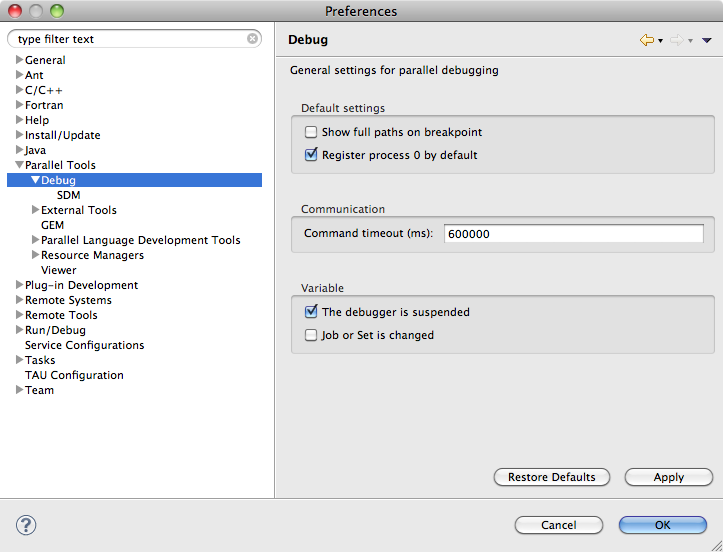 Preferences
type filter text
General
Ant
C/C++
Fortran
Help
Install/Update
Java
Parallel Tools
Debug
SDM
External Tools
GEM
Parallel Language Development Tools
Resource Managers
Viewer
Plug-in Development
Remote Systems
Remote Tools
Run/Debug
Service Configurations
Tasks
TAU Configuration
Team
Debug
General settings for parallel debugging
Default settings
Show full paths on breakpoint
Register process 0 by default
Communication
Command timeout (ms): 600000
Variable
The debugger is suspended
Job or Set is changed
Restore Defaults Apply
? Cancel OK